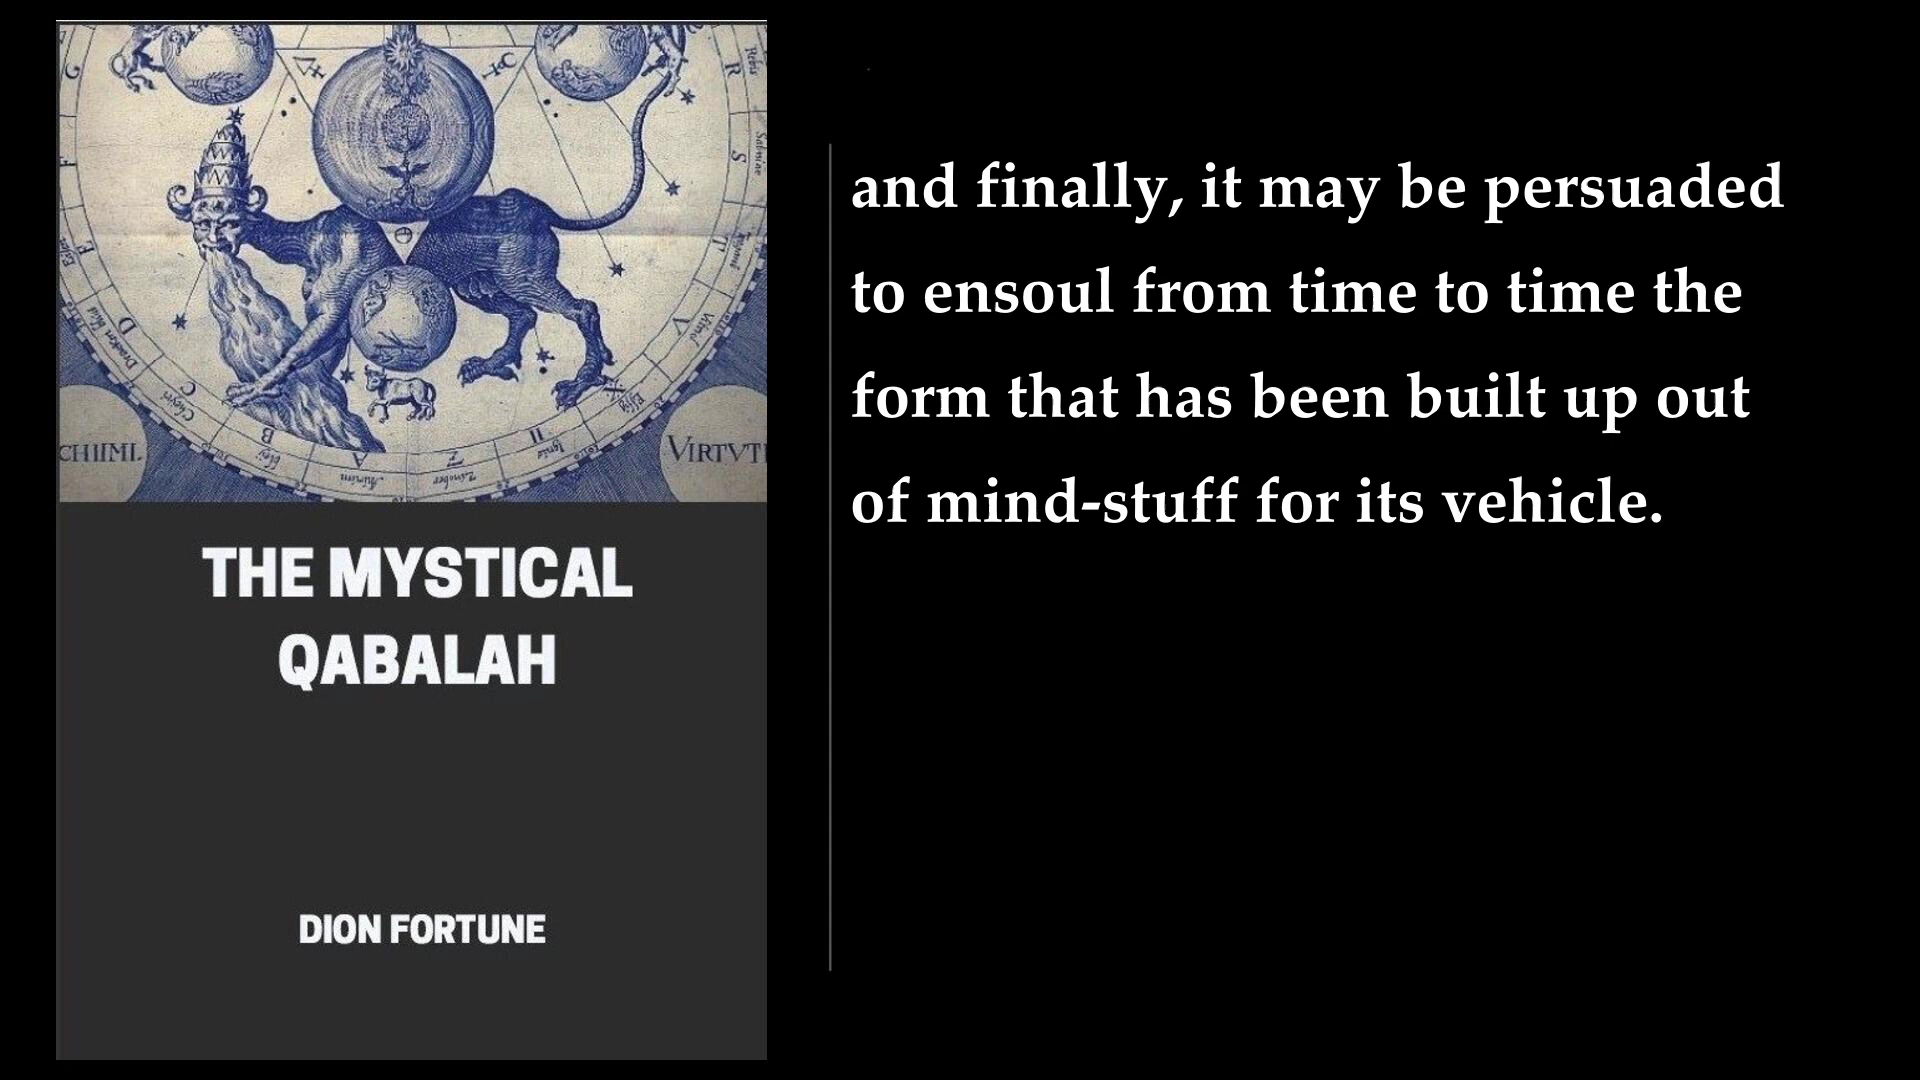 CHIIMI.
VIRTVT
THE MYSTICAL
QABALAH
DION FORTUNE
and finally, it may be persuaded
to ensoul from time to time the
form that has been built up out
of mind-stuff for its vehicle.